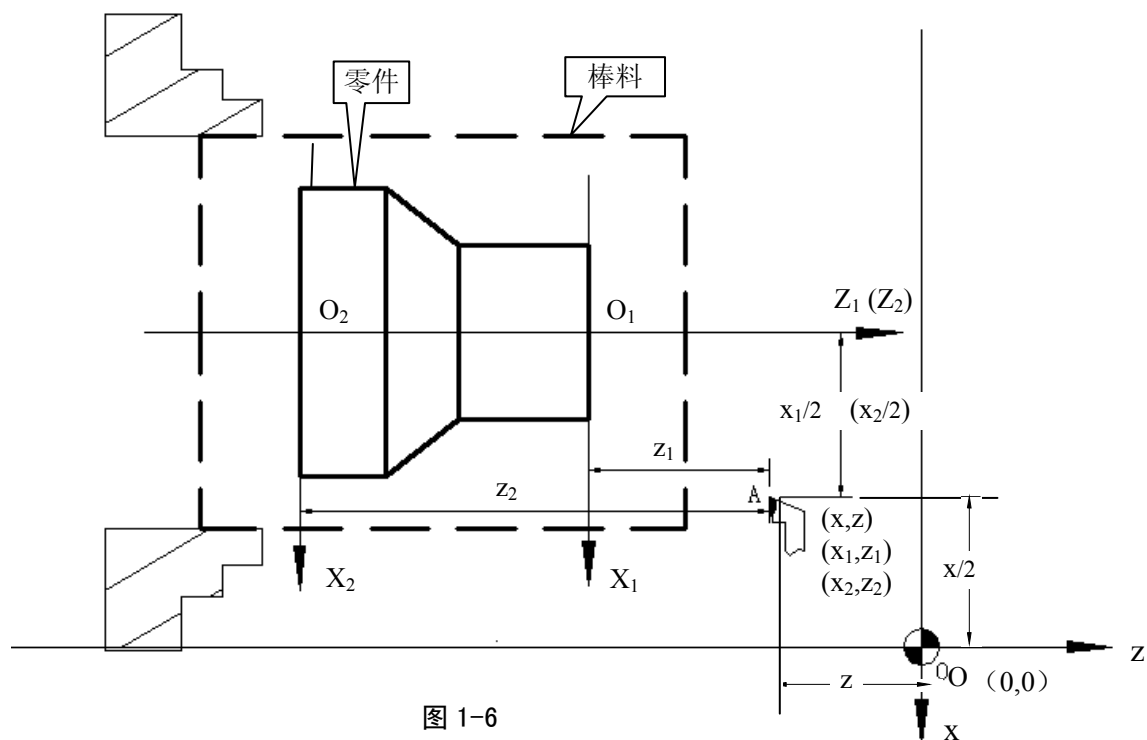 零件
棒料
O₂
O₁
Z₁ (Z₂)
x₁/2
(x₂/2)
z₁
z₂
A
(x,z)
(x₁,z₁)
(x₂,z₂)
x/2
X₂
X₁
z
z
O
O
（0,0）
x
图 1-6